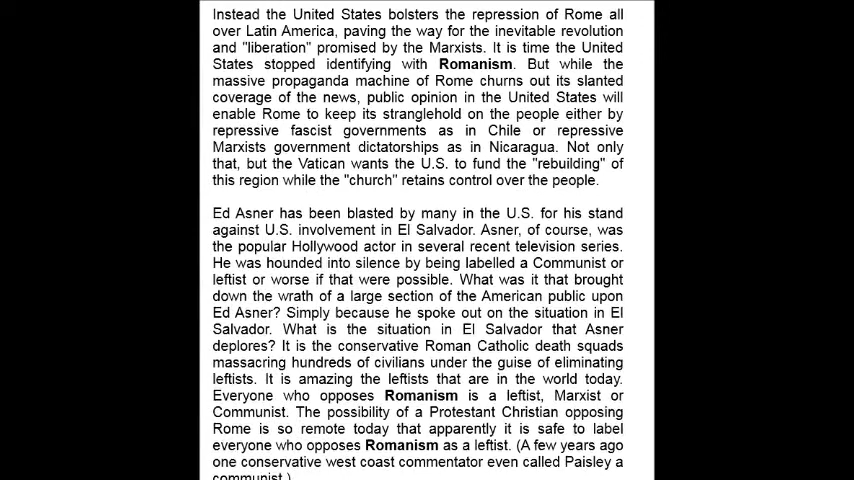 Instead the United States bolsters the repression of Rome all
over Latin America, paving the way for the inevitable revolution
and "liberation" promised by the Marxists. It is time the United
States stopped identifying with Romanism. But while the
massive propaganda machine of Rome churns out its slanted
coverage of the news, public opinion in the United States will
enable Rome to keep its stranglehold on the people either by
repressive fascist governments as in Chile or repressive
Marxists government dictatorships as in Nicaragua. Not only
that, but the Vatican wants the U.S. to fund the "rebuilding" of
this region while the "church" retains control over the people.
Ed Asner has been blasted by many in the U.S. for his stand
against U.S. involvement in El Salvador. Asner, of course, was
the popular Hollywood actor in several recent television series.
He was hounded into silence by being labelled a Communist or
leftist or worse if that were possible. What was it that brought
down the wrath of a large section of the American public upon
Ed Asner? Simply because he spoke out on the situation in El
Salvador. What is the situation in El Salvador that Asner
deplores? It is the conservative Roman Catholic death squads
massacring hundreds of civilians under the guise of eliminating
leftists. It is amazing the leftists that are in the world today.
Everyone who opposes Romanism is a leftist, Marxist or
Communist. The possibility of a Protestant Christian opposing
Rome is so remote today that apparently it is safe to label
everyone who opposes Romanism as a leftist. (A few years ago
one conservative west coast commentator even called Paisley a
communist.)